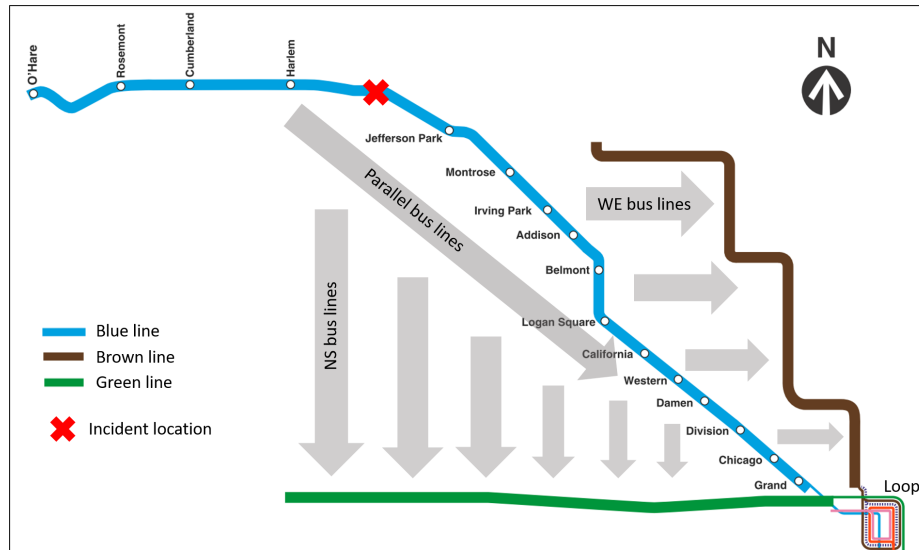 O'Hare
Rosemont
Cumberland
Harlem
N
Jefferson Park
Montrose
Parallel bus lines
WE bus lines
Irving Park
Addison
Belmont
NS bus lines
Logan Square
Blue line
California
Brown line
Western
Green line
Damen
Incident location
Division
Chicago
Grand
Loop